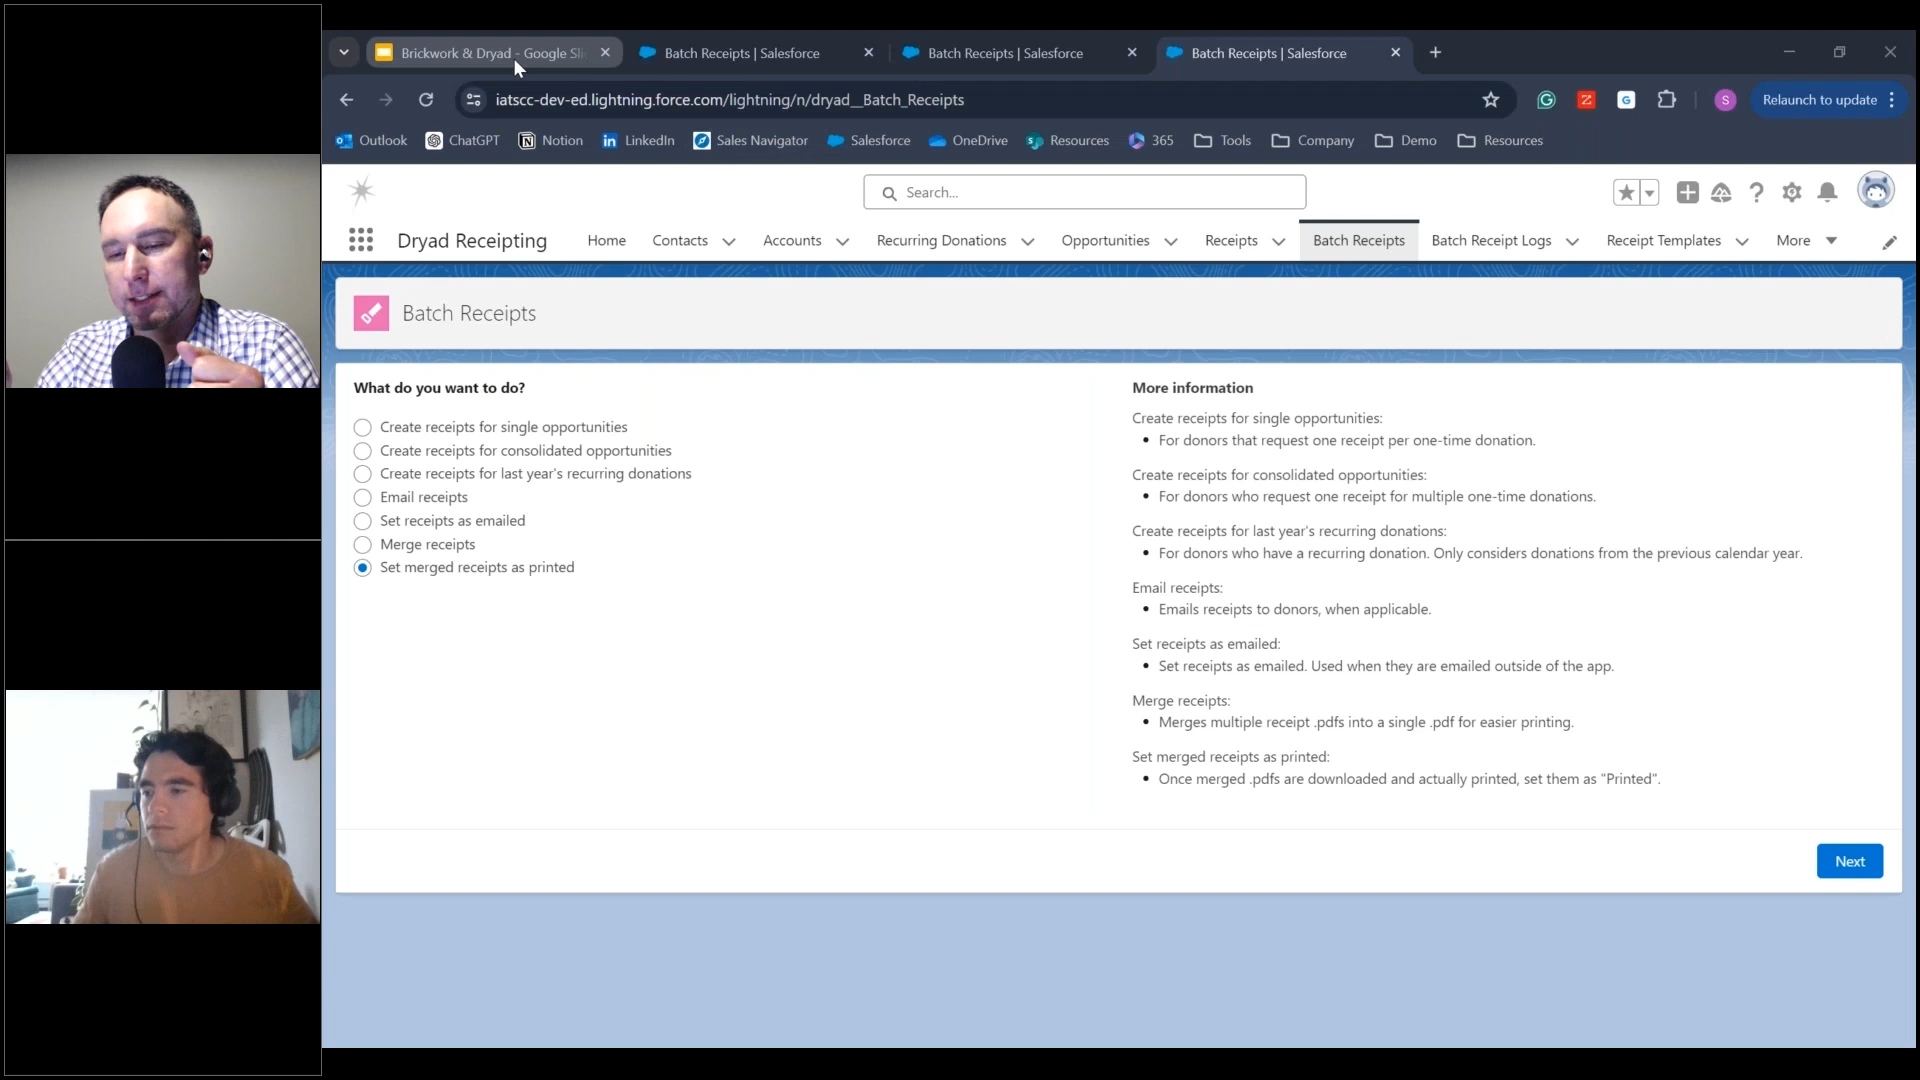 Brickwork & Dryad - Google Sli
Batch Receipts | Salesforce
Batch Receipts | Salesforce
Batch Receipts | Salesforce
iatscc-dev-ed.lightning.force.com/lightning/n/dryad__Batch_Receipts
S
Relaunch to update
Outlook
ChatGPT
Notion
LinkedIn
Sales Navigator
Salesforce
OneDrive
Resources
365
Tools
Company
Demo
Resources
Search...
Dryad Receipting
Home
Contacts
Accounts
Recurring Donations
Opportunities
Receipts
Batch Receipts
Batch Receipt Logs
Receipt Templates
More
Batch Receipts
What do you want to do?
Create receipts for single opportunities
Create receipts for consolidated opportunities
Create receipts for last year's recurring donations
Email receipts
Set receipts as emailed
Merge receipts
Set merged receipts as printed
More information
Create receipts for single opportunities:
• For donors that request one receipt per one-time donation.
Create receipts for consolidated opportunities:
• For donors who request one receipt for multiple one-time donations.
Create receipts for last year's recurring donations:
• For donors who have a recurring donation. Only considers donations from the previous calendar year.
Email receipts:
• Emails receipts to donors, when applicable.
Set receipts as emailed:
• Set receipts as emailed. Used when they are emailed outside of the app.
Merge receipts:
• Merges multiple receipt .pdfs into a single .pdf for easier printing.
Set merged receipts as printed:
• Once merged .pdfs are downloaded and actually printed, set them as "Printed".
Next